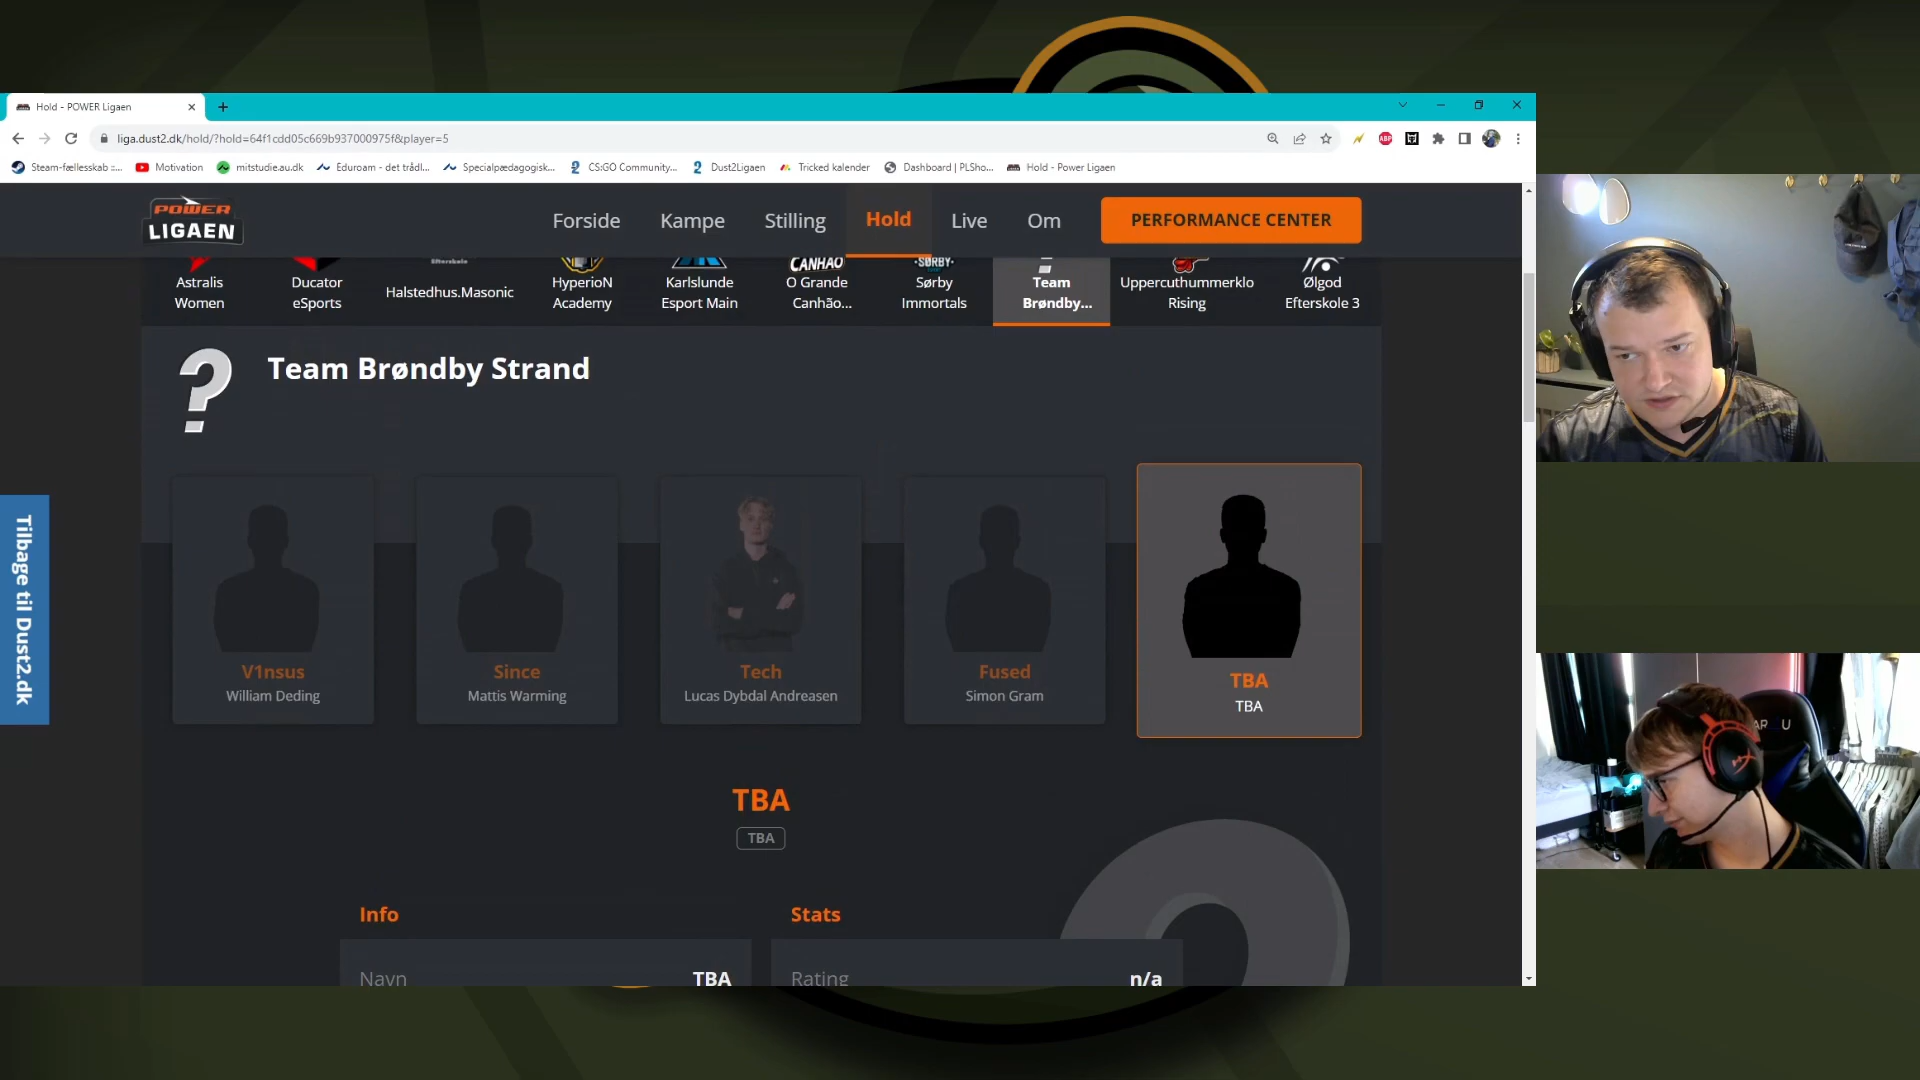 Hold - POWER Ligaen
liga.dust2.dk/hold/?hold=64f1cdd05c669b937000975f&player=5
ABP
Steam-fællesskab ::... Motivation mitstudie.au.dk Eduroam - det trådl... Specialpædagogisk... CS:GO Community... Dust2Ligaen Tricked kalender Dashboard | PLSho... Hold - Power Ligaen
POWER
LIGAEN
Forside Kampe Stilling Hold Live Om PERFORMANCE CENTER
Efterskole
CANHÃO
SØRBY
Astralis
Women
Ducator
eSports
Halstedhus.Masonic
HyperioN
Academy
Karlslunde
Esport Main
O Grande
Canhão...
Sørby
Immortals
Team
Brøndby...
Uppercuthummerklo
Rising
Ølgod
Efterskole 3
? Team Brøndby Strand
V1nsus
William Deding
Since
Mattis Warming
Tech
Lucas Dybdal Andreasen
Fused
Simon Gram
TBA
TBA
Tilbage til Dust2.dk
TBA
TBA
Info
Navn TBA
Stats
Rating n/a